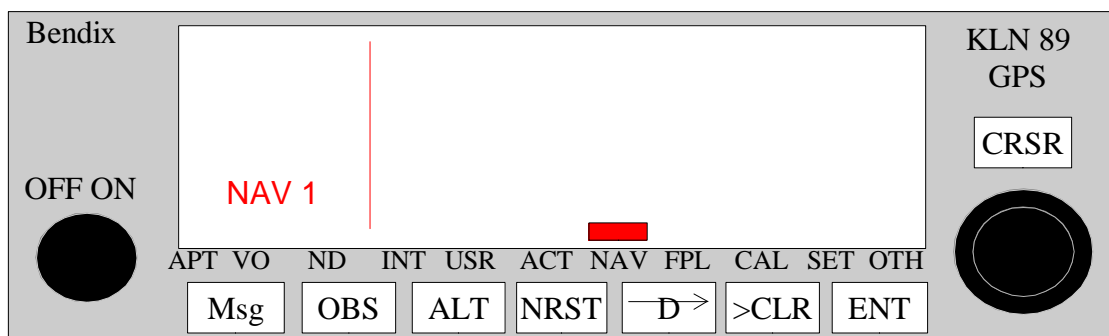 Bendix
KLN 89
GPS
CRSR
OFF ON
NAV 1
APT VO ND INT USR ACT NAV FPL CAL SET OTH
Msg OBS ALT NRST D >CLR ENT